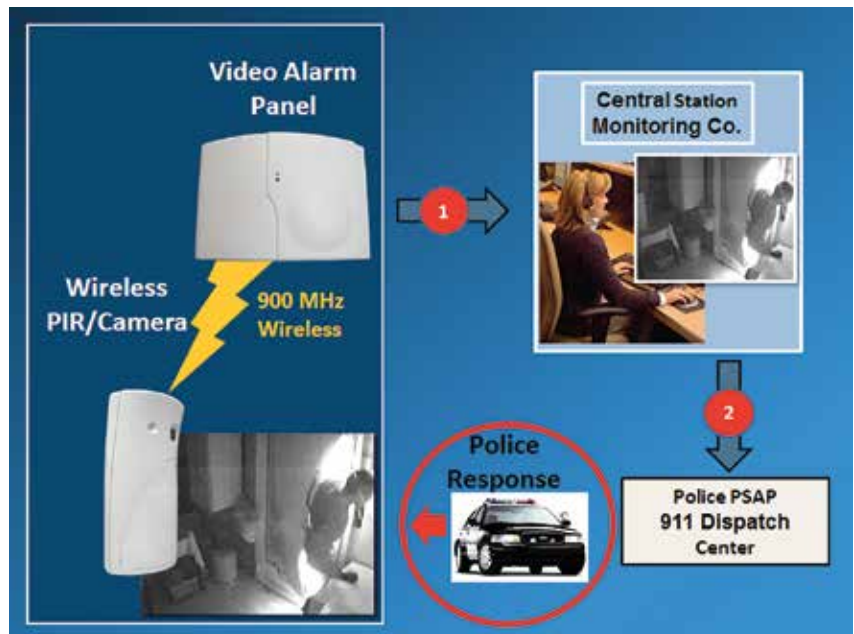 Video Alarm
Panel
Wireless
PIR/Camera
900 MHz
Wireless
1
Central Station
Monitoring Co.
2
Police PSAP
911 Dispatch
Center
Police
Response